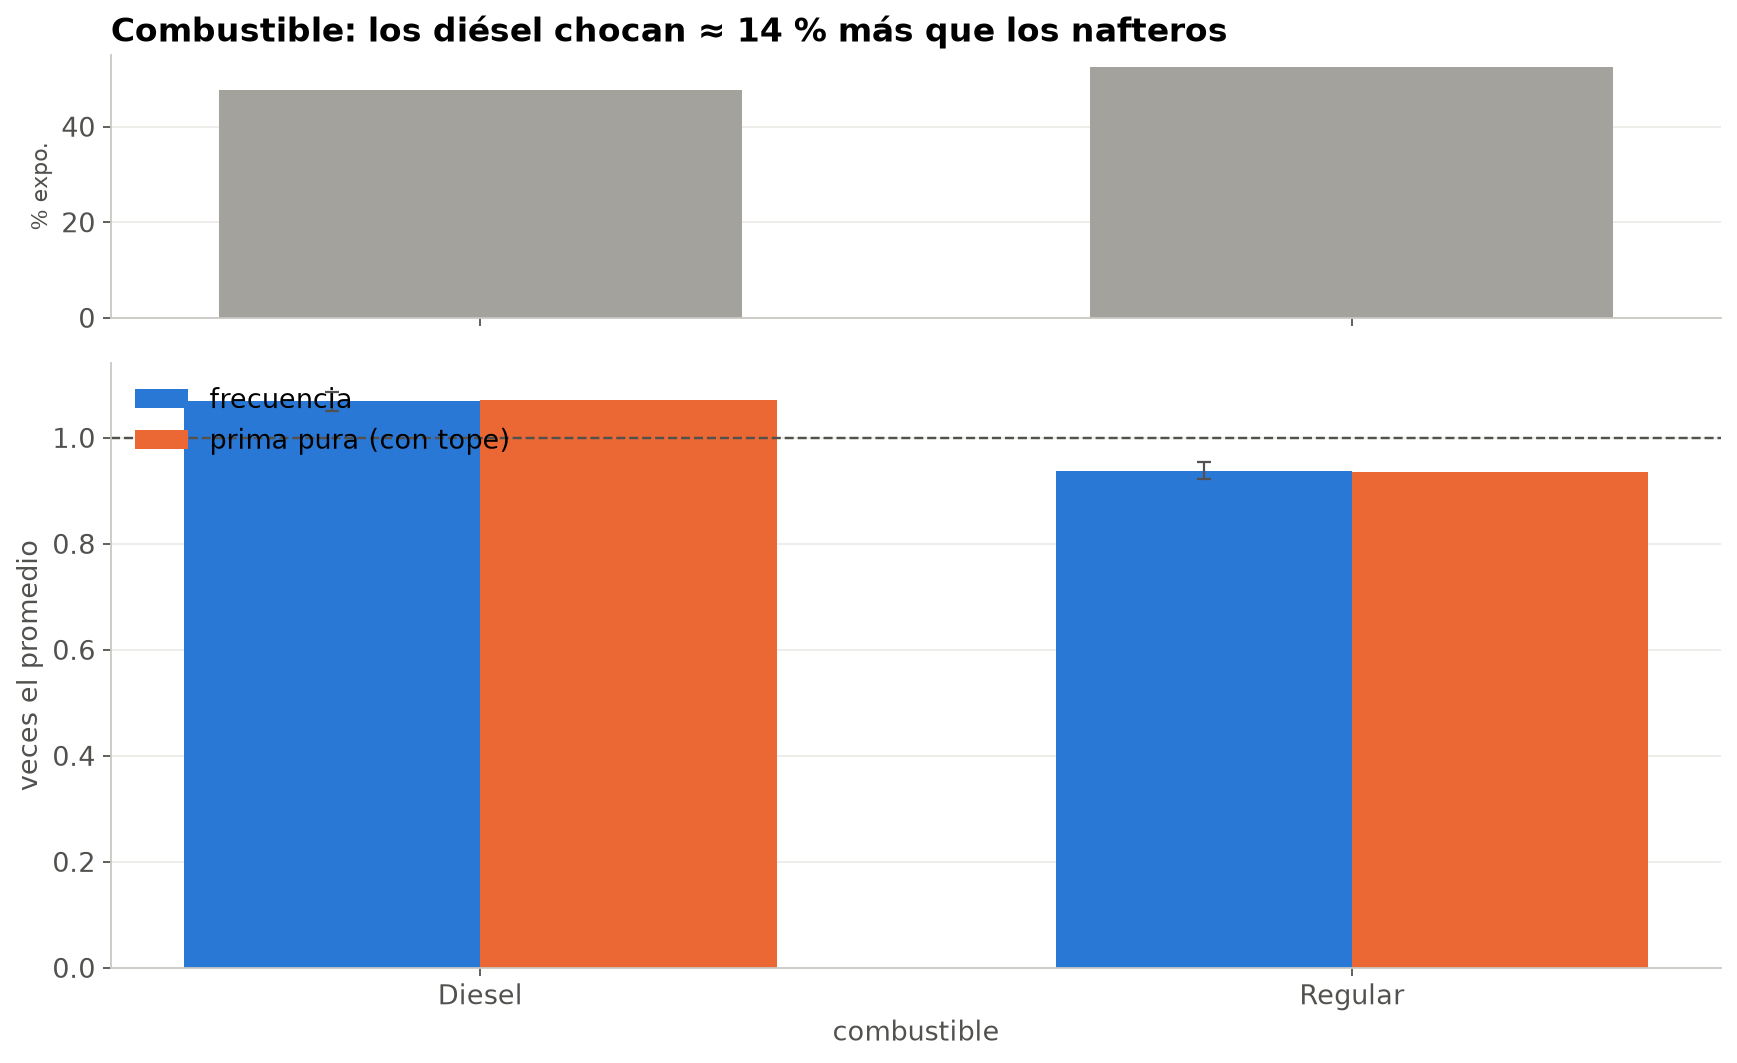 Combustible: los diésel chocan ≈ 14 % más que los nafteros
% expo.
40
20
0
frecuencia
prima pura (con tope)
veces el promedio
1.0
0.8
0.6
0.4
0.2
0.0
Diesel
Regular
combustible